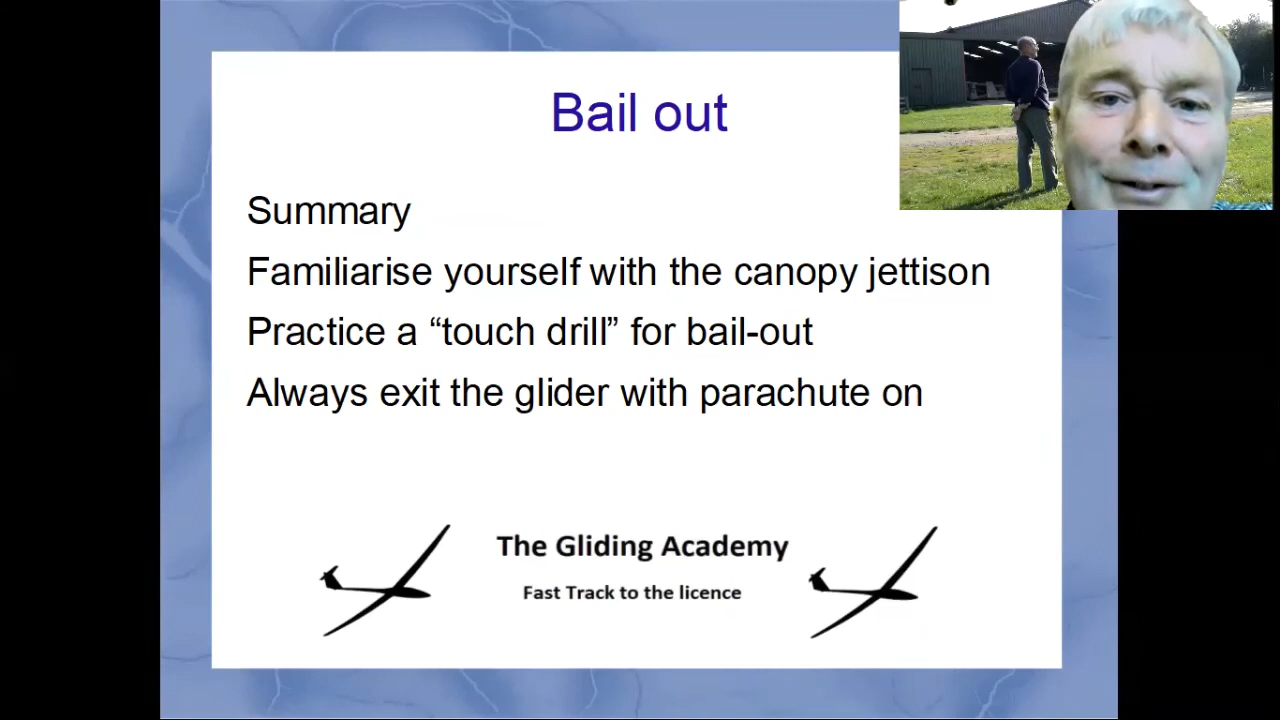 Bail out
Summary
Familiarise yourself with the canopy jettison
Practice a “touch drill” for bail-out
Always exit the glider with parachute on
The Gliding Academy
Fast Track to the licence